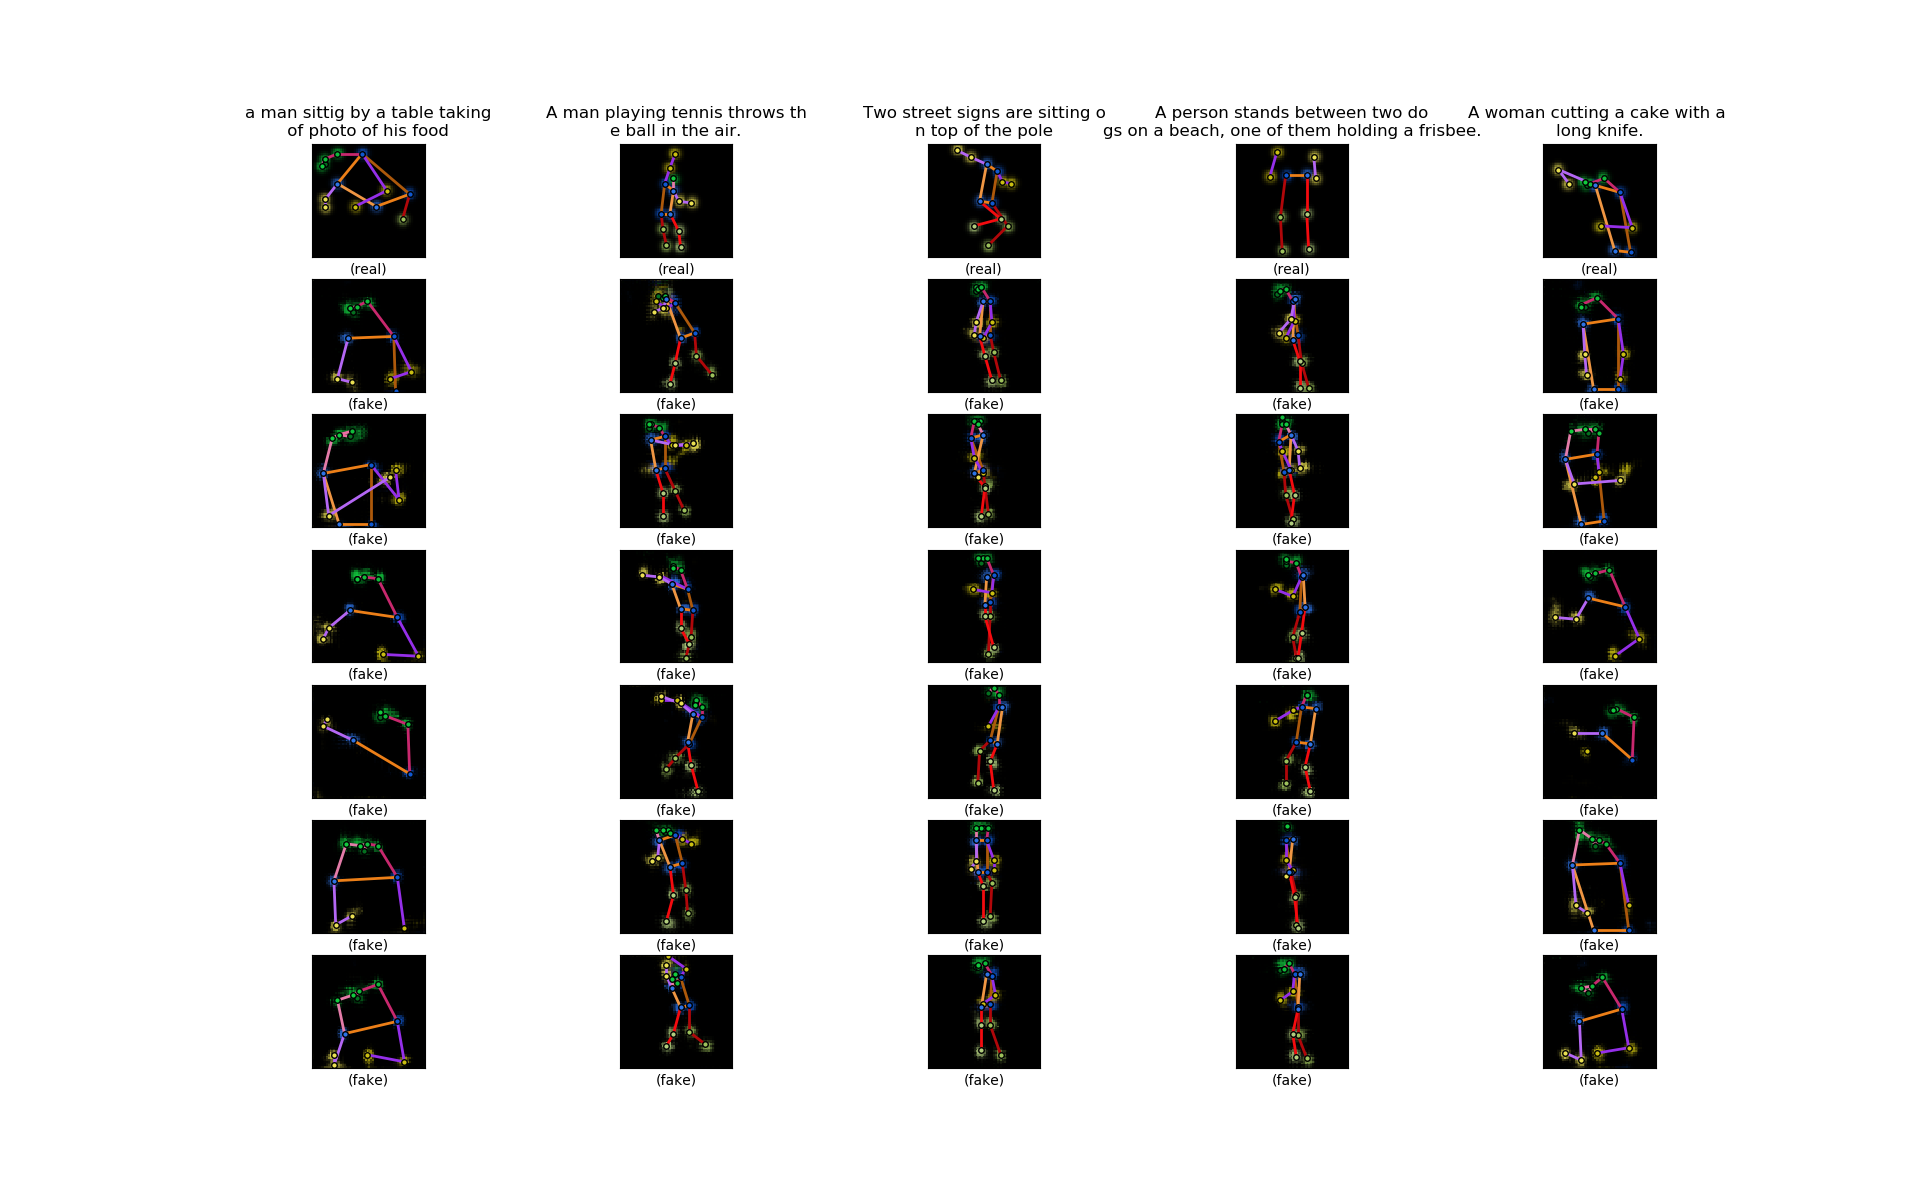 a man sittig by a table taking
of photo of his food
A man playing tennis throws th
e ball in the air.
Two street signs are sitting o
n top of the pole
A person stands between two do
gs on a beach, one of them holding a frisbee.
A woman cutting a cake with a
long knife.
(real) (real) (real) (real) (real)
(fake) (fake) (fake) (fake) (fake)
(fake) (fake) (fake) (fake) (fake)
(fake) (fake) (fake) (fake) (fake)
(fake) (fake) (fake) (fake) (fake)
(fake) (fake) (fake) (fake) (fake)
(fake) (fake) (fake) (fake) (fake)